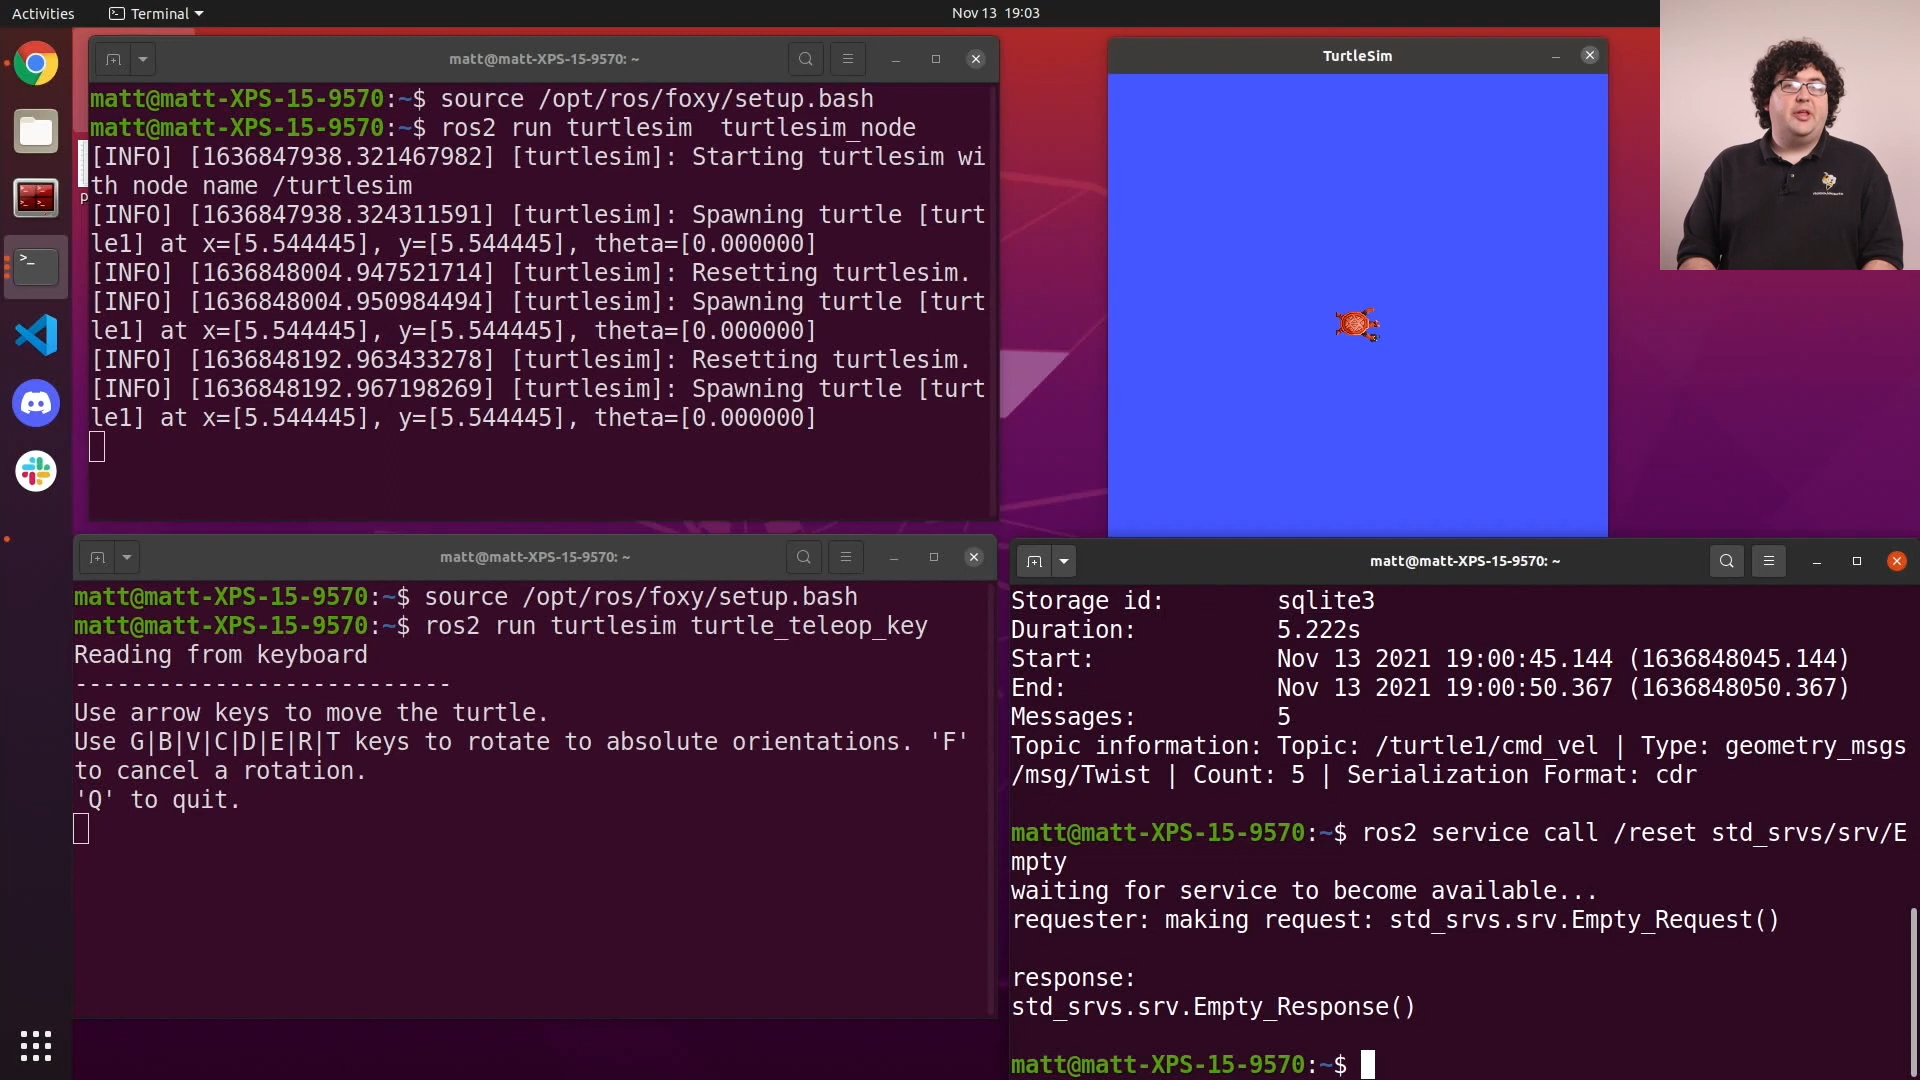 Activities
Terminal
Nov 13 19:03
matt@matt-XPS-15-9570: ~
matt@matt-XPS-15-9570:~$ source /opt/ros/foxy/setup.bash
matt@matt-XPS-15-9570:~$ ros2 run turtlesim  turtlesim_node
[INFO] [1636847938.321467982] [turtlesim]: Starting turtlesim wi
th node name /turtlesim
[INFO] [1636847938.324311591] [turtlesim]: Spawning turtle [turt
le1] at x=[5.544445], y=[5.544445], theta=[0.000000]
[INFO] [1636848004.947521714] [turtlesim]: Resetting turtlesim.
[INFO] [1636848004.950984494] [turtlesim]: Spawning turtle [turt
le1] at x=[5.544445], y=[5.544445], theta=[0.000000]
[INFO] [1636848192.963433278] [turtlesim]: Resetting turtlesim.
[INFO] [1636848192.967198269] [turtlesim]: Spawning turtle [turt
le1] at x=[5.544445], y=[5.544445], theta=[0.000000]
p
TurtleSim
matt@matt-XPS-15-9570: ~
matt@matt-XPS-15-9570:~$ source /opt/ros/foxy/setup.bash
matt@matt-XPS-15-9570:~$ ros2 run turtlesim turtle_teleop_key
Reading from keyboard
---------------------------
Use arrow keys to move the turtle.
Use G|B|V|C|D|E|R|T keys to rotate to absolute orientations. 'F'
to cancel a rotation.
'Q' to quit.
matt@matt-XPS-15-9570: ~
Storage id:        sqlite3
Duration:          5.222s
Start:             Nov 13 2021 19:00:45.144 (1636848045.144)
End:               Nov 13 2021 19:00:50.367 (1636848050.367)
Messages:          5
Topic information: Topic: /turtle1/cmd_vel | Type: geometry_msgs
/msg/Twist | Count: 5 | Serialization Format: cdr
matt@matt-XPS-15-9570:~$ ros2 service call /reset std_srvs/srv/E
mpty
waiting for service to become available...
requester: making request: std_srvs.srv.Empty_Request()
response:
std_srvs.srv.Empty_Response()
matt@matt-XPS-15-9570:~$